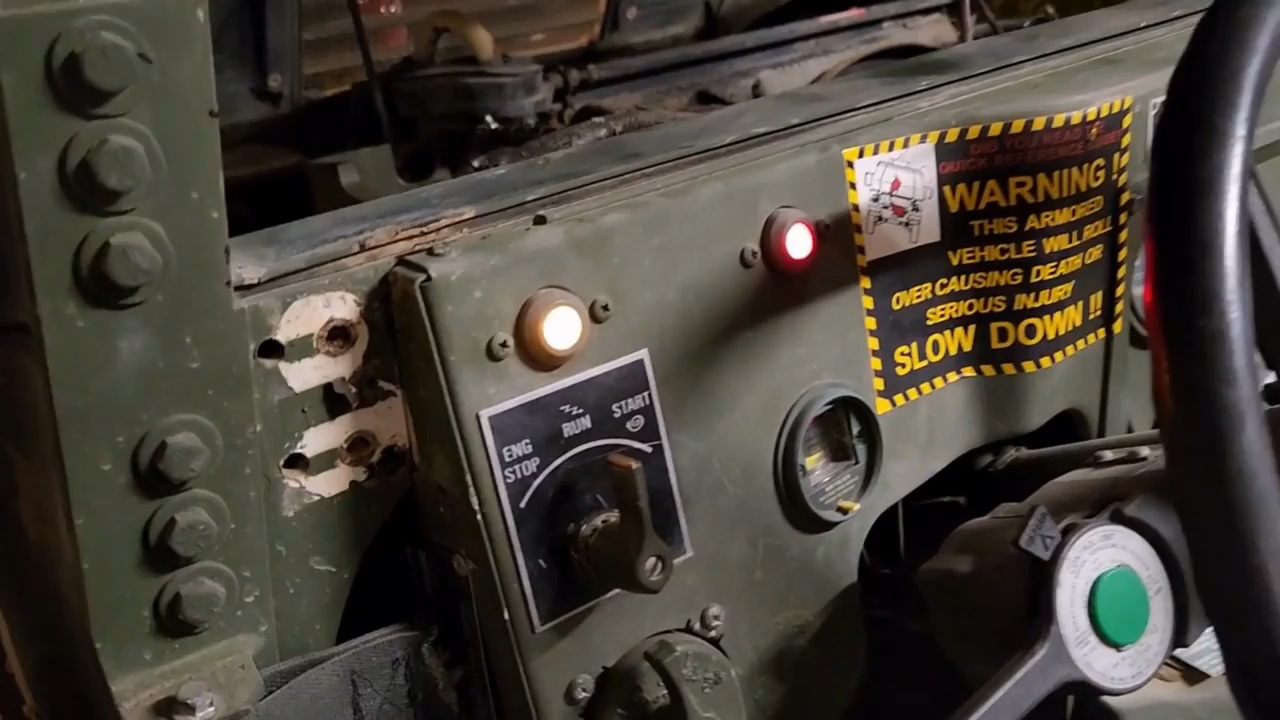 DID YOU READ THE
QUICK REFERENCE
WARNING !!
THIS ARMORED
VEHICLE WILL ROLL
OVER CAUSING DEATH OR
SERIOUS INJURY
SLOW DOWN !!
ENG
STOP
RUN
START